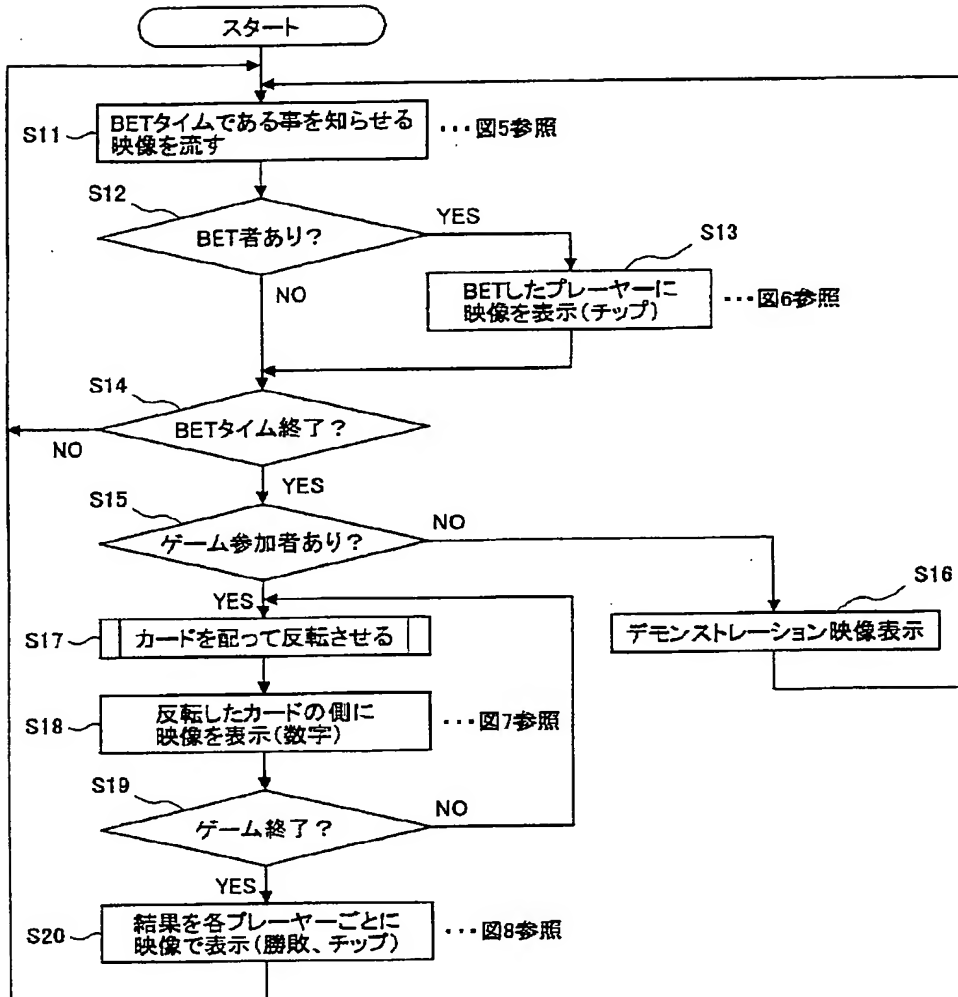 スタート
S11
BETタイムである事を知らせる
映像を流す
・・・図5参照
S12
BET者あり？
YES
NO
S13
BETしたプレーヤーに
映像を表示(チップ)
・・・図6参照
S14
BETタイム終了？
NO
YES
S15
ゲーム参加者あり？
NO
YES
S16
デモンストレーション映像表示
S17
カードを配って反転させる
S18
反転したカードの側に
映像を表示(数字)
・・・図7参照
S19
ゲーム終了？
NO
YES
S20
結果を各プレーヤーごとに
映像で表示(勝敗、チップ)
・・・図8参照